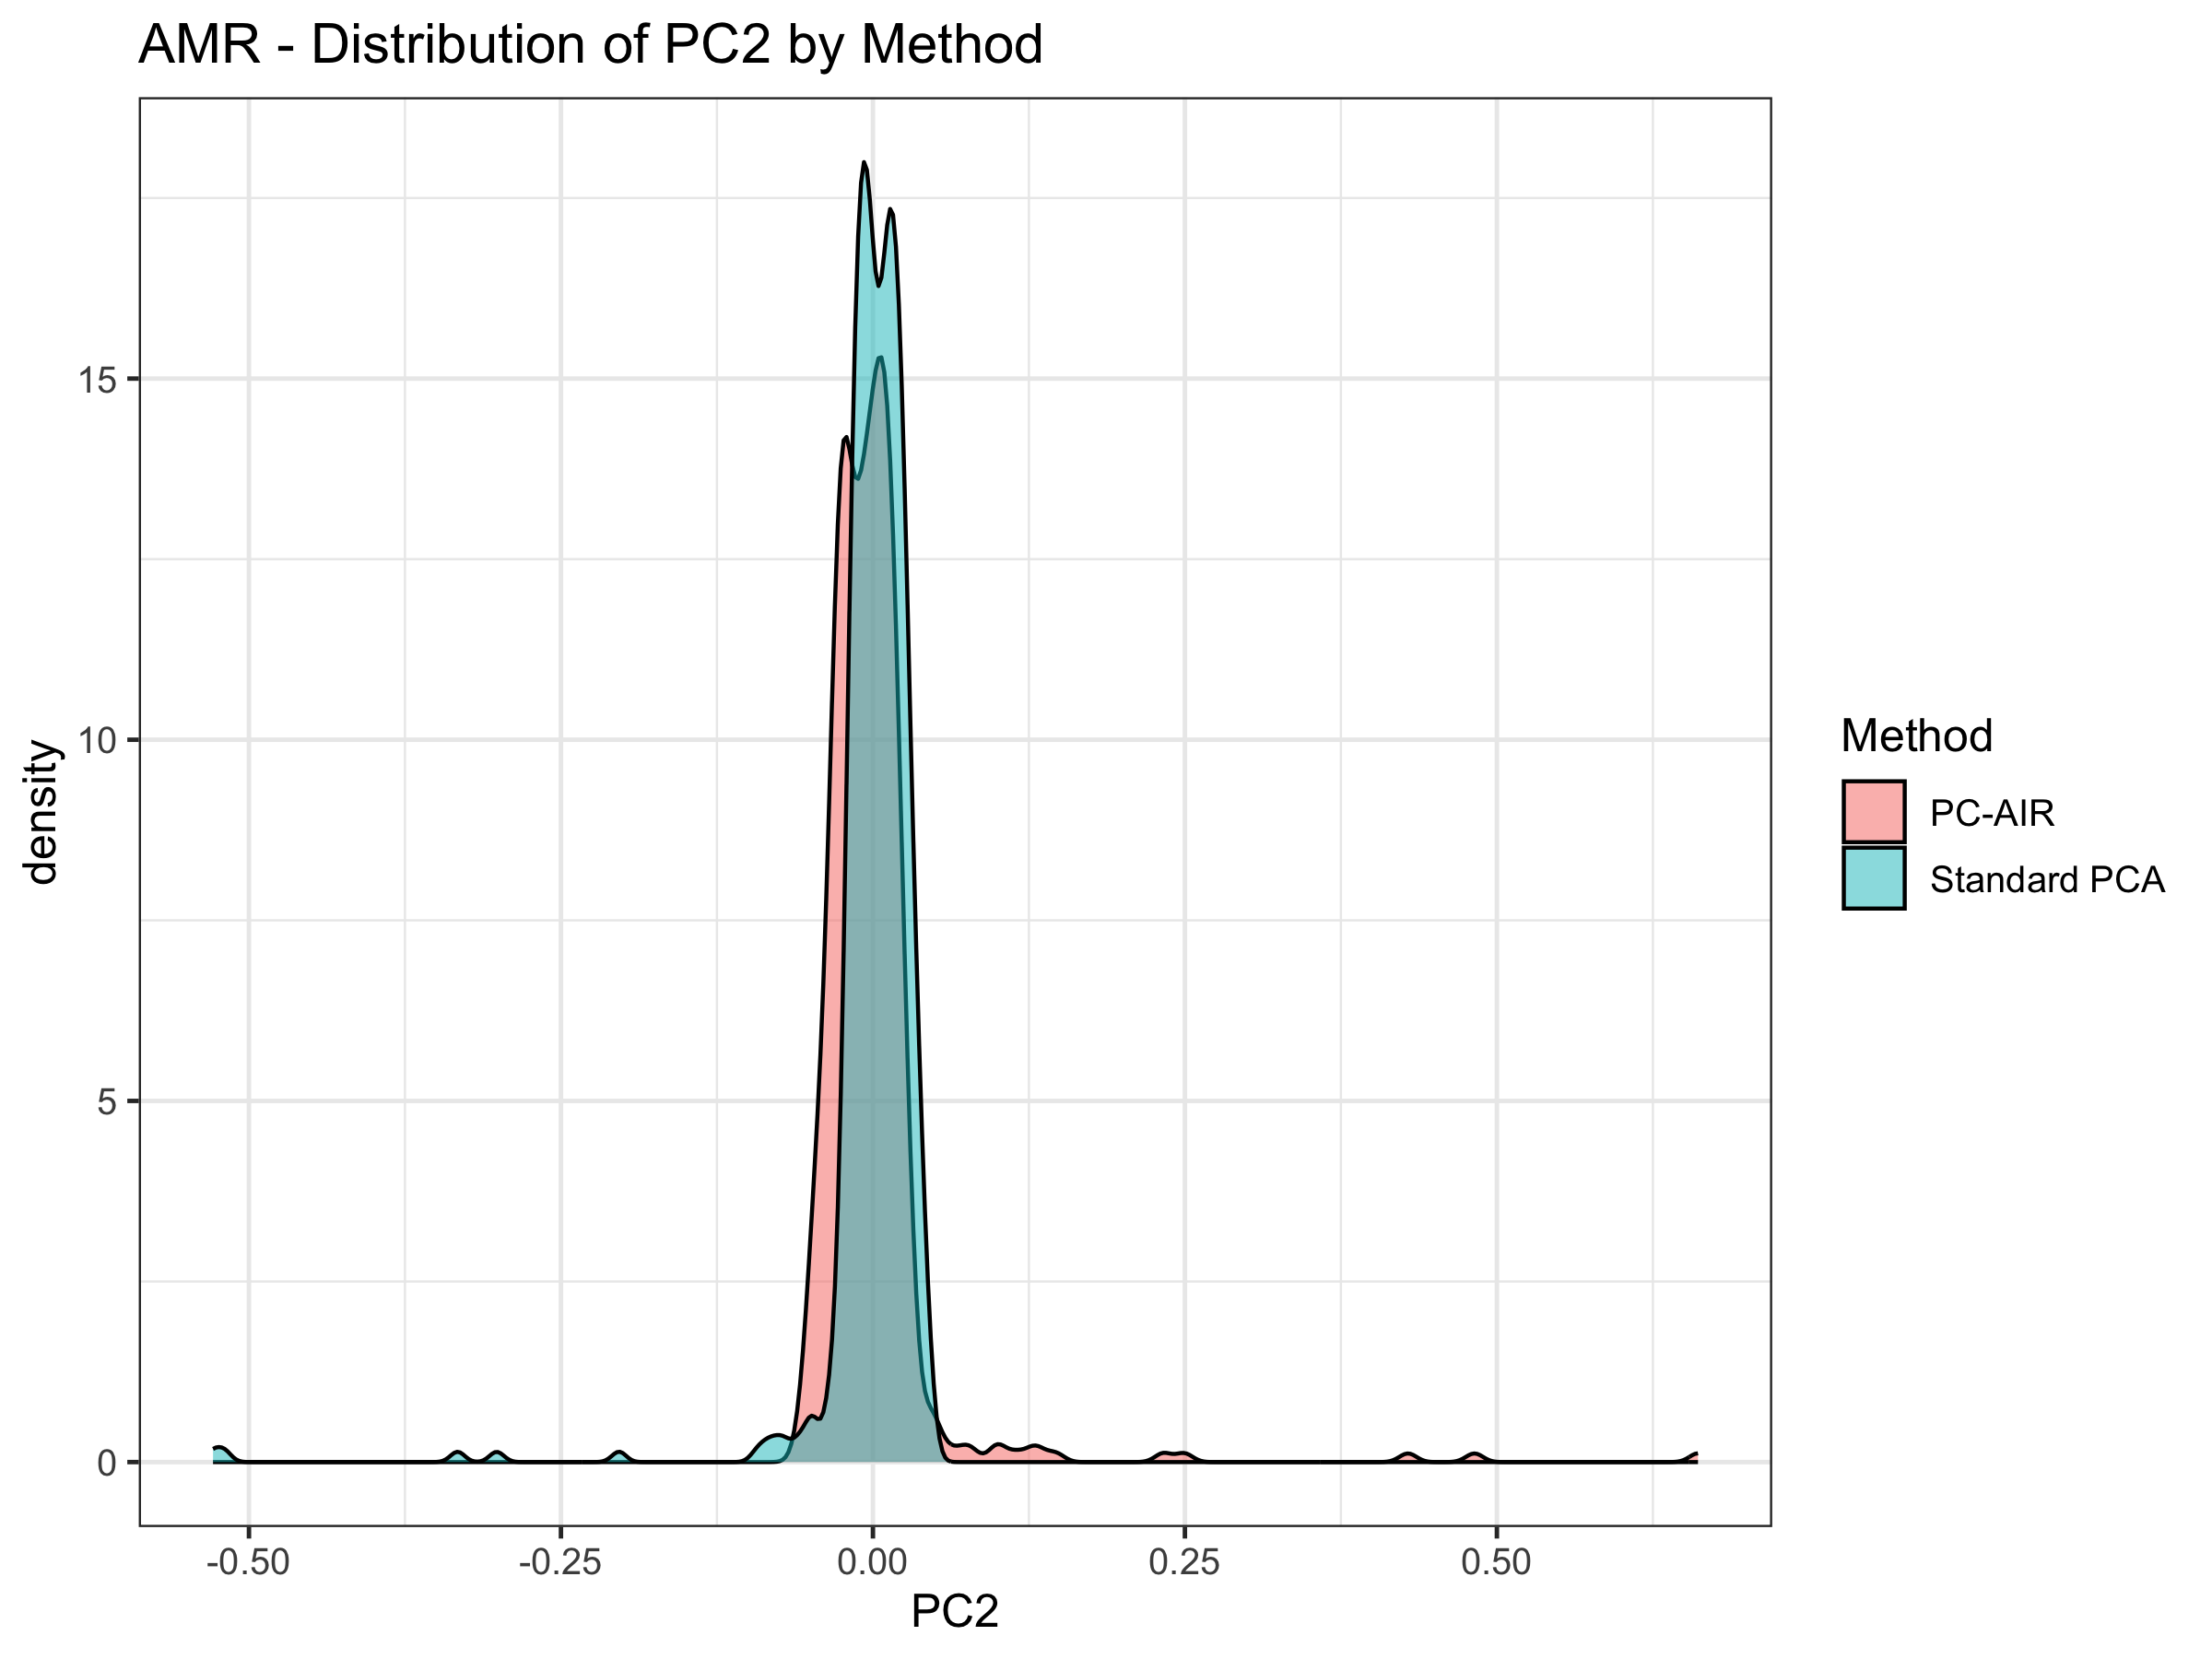 AMR - Distribution of PC2 by Method
density
15
10
5
0
-0.50
-0.25
0.00
0.25
0.50
PC2
Method
PC-AIR
Standard PCA